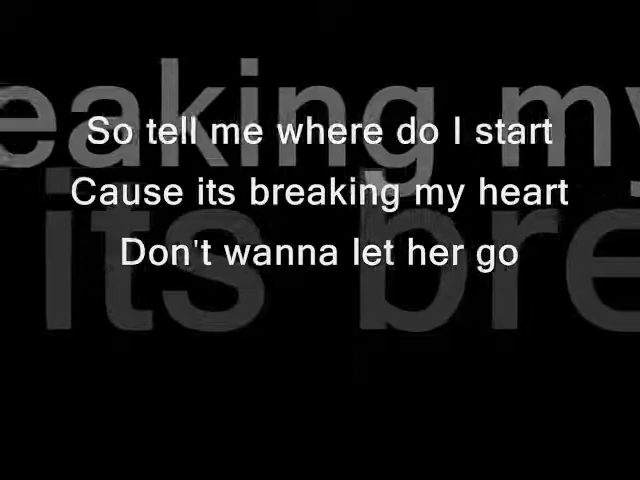 So tell me where do I start
Cause its breaking my heart
Don't wanna let her go
eaking my
its bre